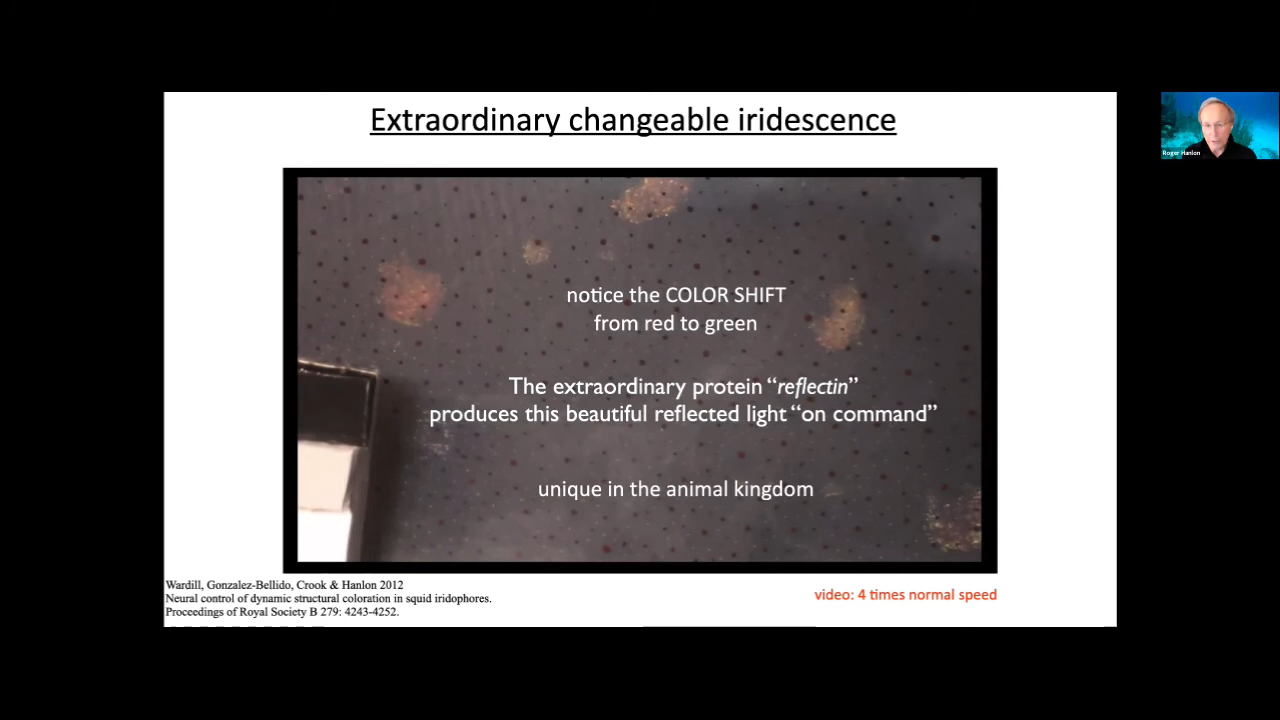 Extraordinary changeable iridescence
Roger Hanlon
notice the COLOR SHIFT
from red to green
The extraordinary protein “reflectin”
produces this beautiful reflected light “on command”
unique in the animal kingdom
Wardill, Gonzalez-Bellido, Crook & Hanlon 2012
Neural control of dynamic structural coloration in squid iridophores.
Proceedings of Royal Society B 279: 4243-4252.
video: 4 times normal speed